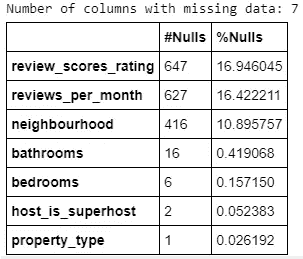 Number of columns with missing data: 7
#Nulls %Nulls
review_scores_rating 647 16.946045
reviews_per_month 627 16.422211
neighbourhood 416 10.895757
bathrooms 16 0.419068
bedrooms 6 0.157150
host_is_superhost 2 0.052383
property_type 1 0.026192